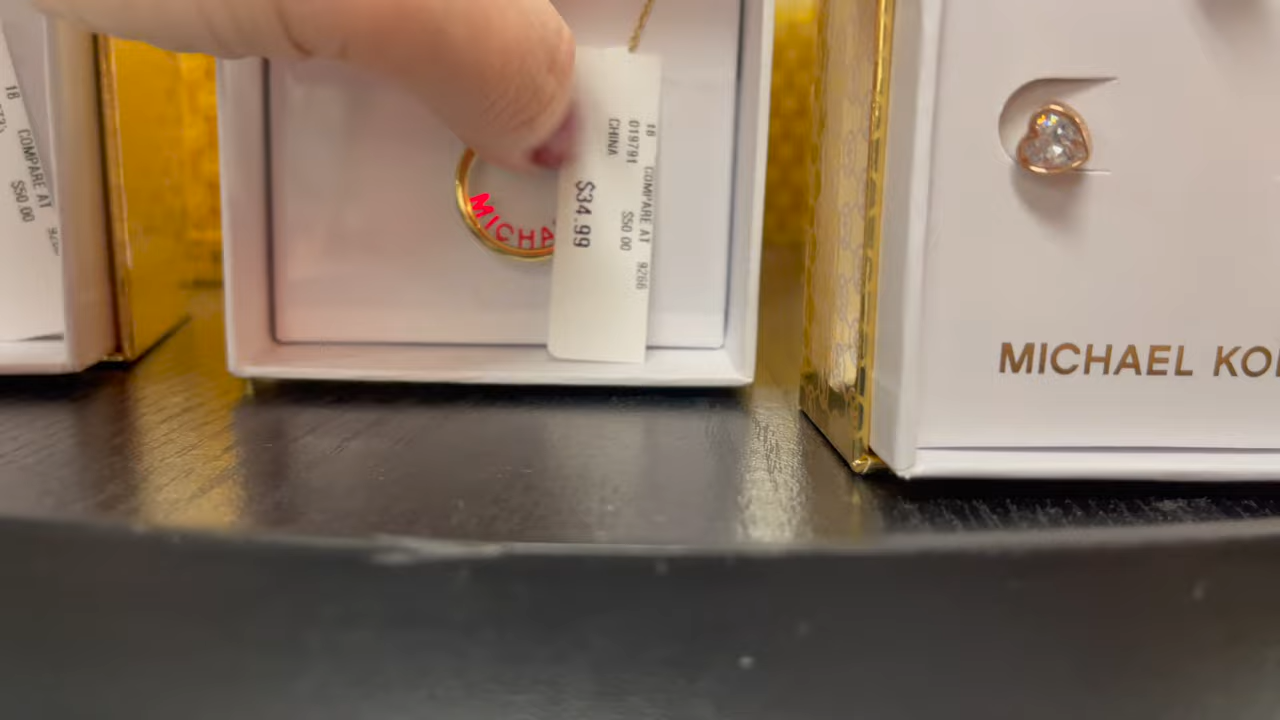 18 COMPARE AT
$50.00
MICHA
18 COMPARE AT 9266
019791 $50.00
CHINA
$34.99
MICHAEL KO